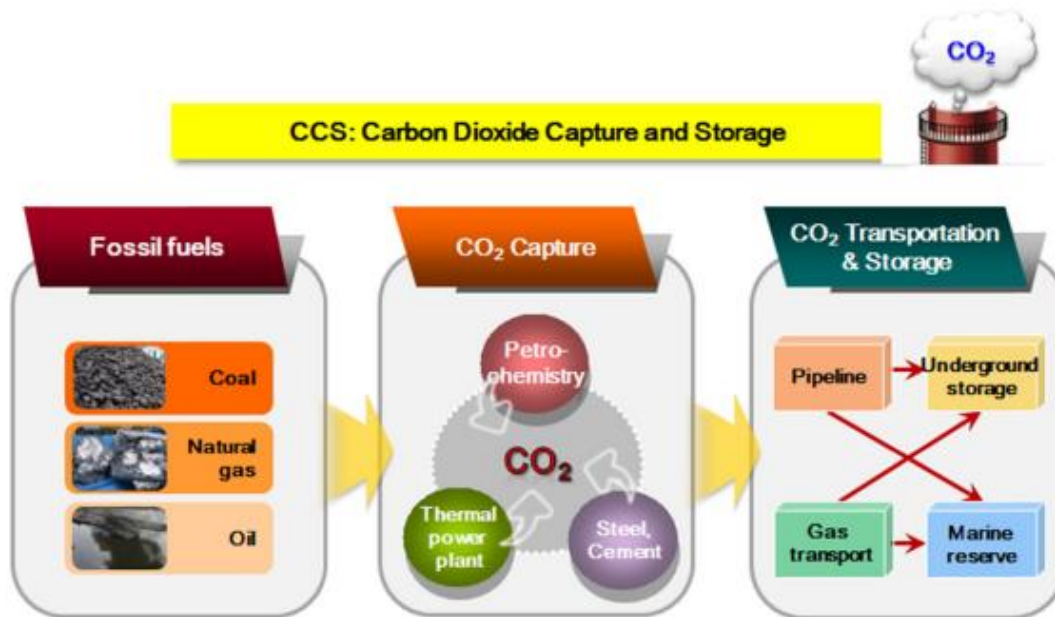 CO₂
CCS: Carbon Dioxide Capture and Storage
Fossil fuels
Coal
Natural
gas
Oil
CO₂ Capture
Petro-
chemistry
CO₂
Thermal
power
plant
Steel,
Cement
CO₂ Transportation
& Storage
Pipeline
Underground
storage
Gas
transport
Marine
reserve